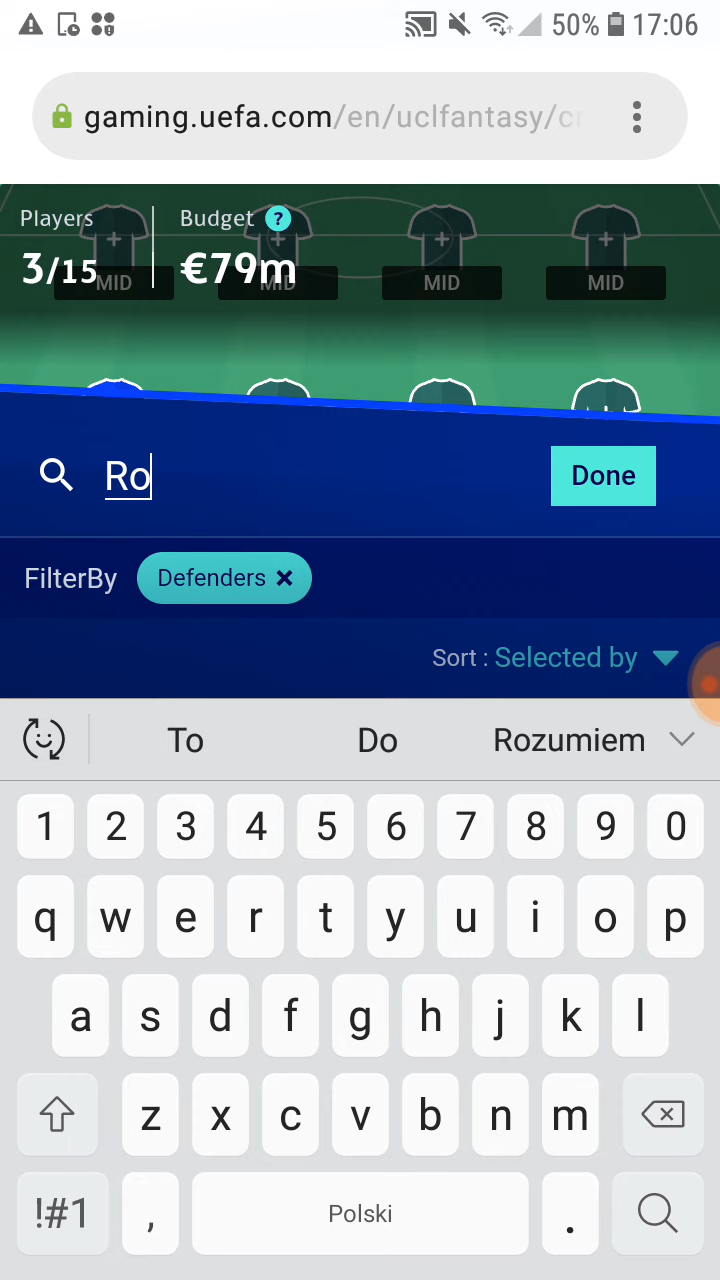 50% 17:06
gaming.uefa.com/en/uclfantasy/cr
Players Budget ?
3/15 €79m
MID MID MID MID
Ro Done
FilterBy Defenders ×
Sort : Selected by
To Do Rozumiem
1 2 3 4 5 6 7 8 9 0
q w e r t y u i o p
a s d f g h j k l
z x c v b n m
!#1 , Polski .